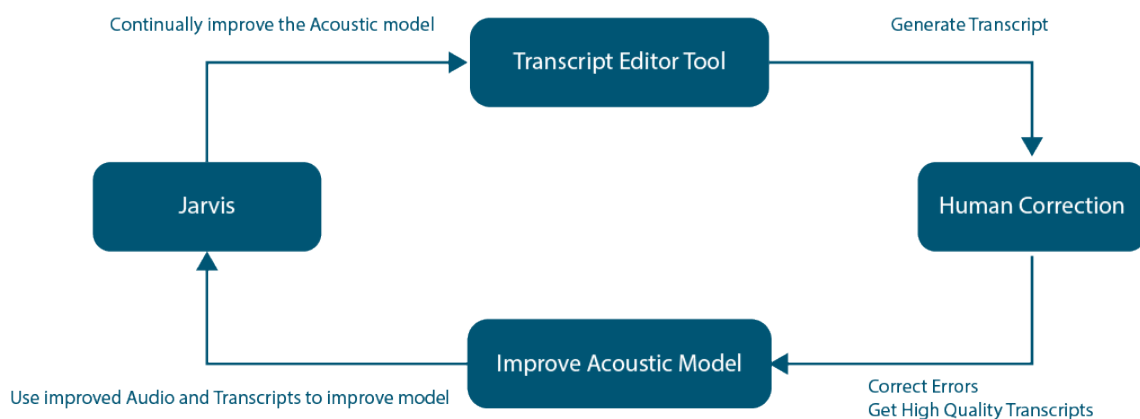 Continually improve the Acoustic model
Generate Transcript
Transcript Editor Tool
Jarvis
Human Correction
Improve Acoustic Model
Use improved Audio and Transcripts to improve model
Correct Errors
Get High Quality Transcripts